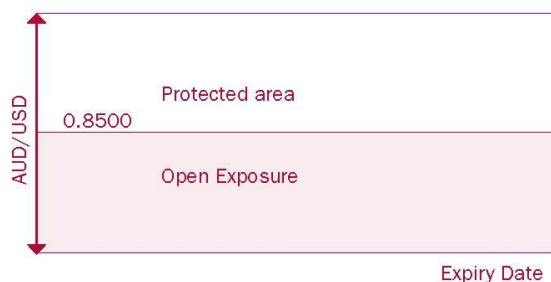 Protected area
0.8500
AUD/USD
Open Exposure
Expiry Date